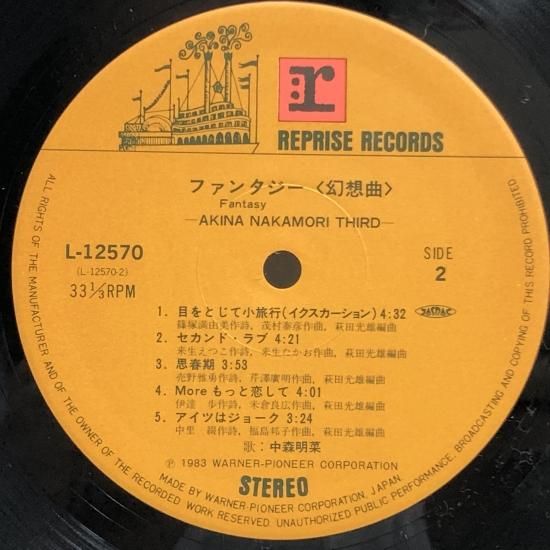 r
REPRISE RECORDS
ファンタジー〈幻想曲〉
Fantasy
—AKINA NAKAMORI THIRD—
L-12570
(L-12570-2)
33 1/3 RPM
SIDE
2
1. 目をとじて小旅行(イクスカーション) 4:32
篠塚満由美作詩, 茂村泰彦作曲, 萩田光雄編曲
2. セカンド・ラブ 4:21
来生えつこ作詩, 来生たかお作曲, 萩田光雄編曲
3. 思春期 3:53
売野雅勇作詩, 芹澤廣明作曲, 萩田光雄編曲
4. More もっと恋して 4:01
伊達 歩作詩, 米倉良広作曲, 萩田光雄編曲
5. アイツはジョーク 3:24
中里 綴作詩, 福島邦子作曲, 萩田光雄編曲
JASRAC
歌:中森明菜
Ⓟ 1983 WARNER-PIONEER CORPORATION
STEREO
ALL RIGHTS OF THE MANUFACTURER AND OF THE OWNER OF THE RECORDED WORK RESERVED. UNAUTHORIZED PUBLIC PERFORMANCE, BROADCASTING AND COPYING OF THIS RECORD PROHIBITED.
MADE BY WARNER-PIONEER CORPORATION, JAPAN.